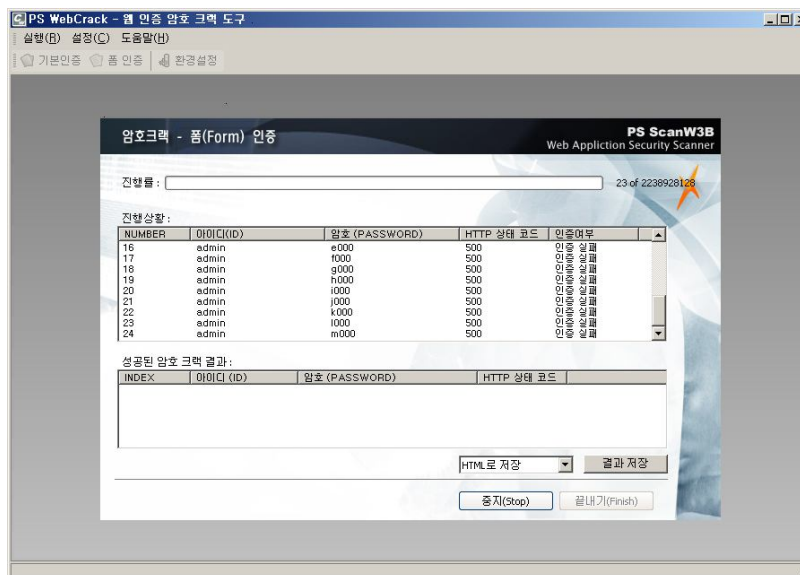 PS WebCrack - 웹 인증 암호 크랙 도구
실행(R) 설정(C) 도움말(H)
기본인증 폼 인증 환경설정
암호크랙 - 폼(Form) 인증
PS ScanW3B
Web Appliction Security Scanner
진행률 : 23 of 2238928128
진행상황 :
NUMBER 아이디(ID) 암호 (PASSWORD) HTTP 상태 코드 인증여부
16 admin e000 500 인증 실패
17 admin f000 500 인증 실패
18 admin g000 500 인증 실패
19 admin h000 500 인증 실패
20 admin i000 500 인증 실패
21 admin j000 500 인증 실패
22 admin k000 500 인증 실패
23 admin l000 500 인증 실패
24 admin m000 500 인증 실패
성공된 암호 크랙 결과 :
INDEX 아이디 (ID) 암호 (PASSWORD) HTTP 상태 코드
HTML로 저장 결과 저장
중지(Stop) 끝내기(Finish)